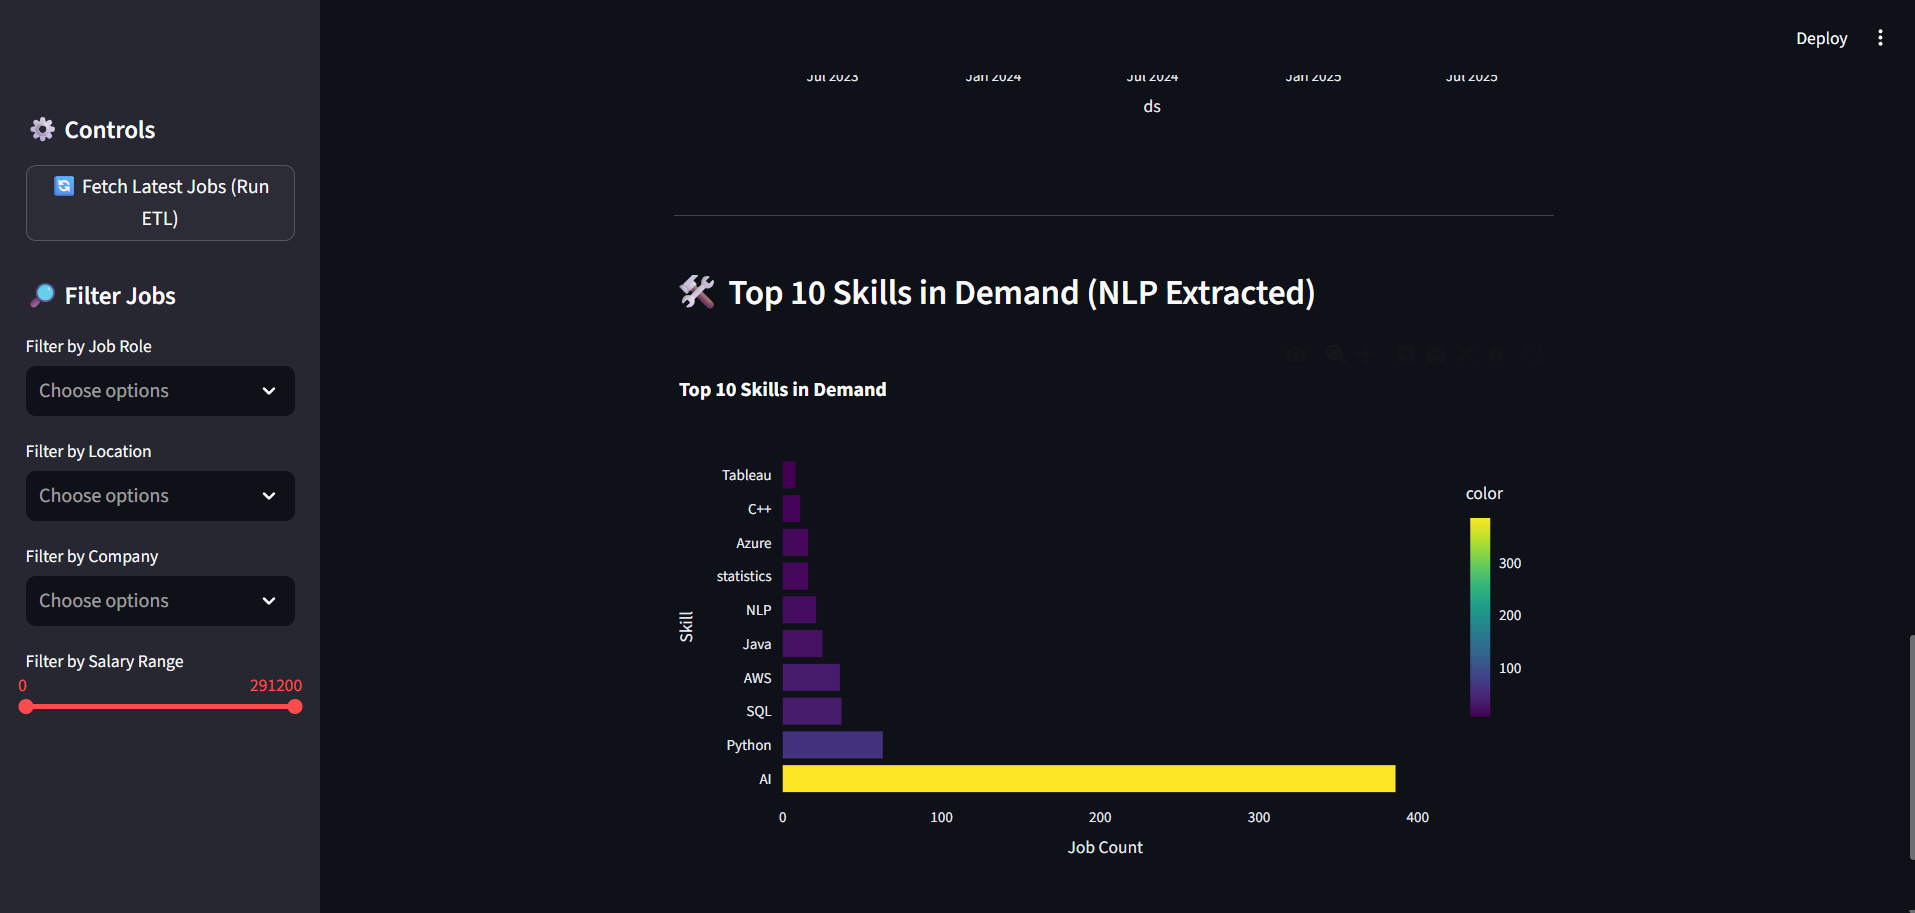 Deploy
Controls
Fetch Latest Jobs (Run
ETL)
Filter Jobs
Filter by Job Role
Choose options
Filter by Location
Choose options
Filter by Company
Choose options
Filter by Salary Range
0 291200
Jul 2023 Jan 2024 Jul 2024 Jan 2025 Jul 2025
ds
Top 10 Skills in Demand (NLP Extracted)
Top 10 Skills in Demand
Skill
Tableau
C++
Azure
statistics
NLP
Java
AWS
SQL
Python
AI
0 100 200 300 400
Job Count
color
300
200
100